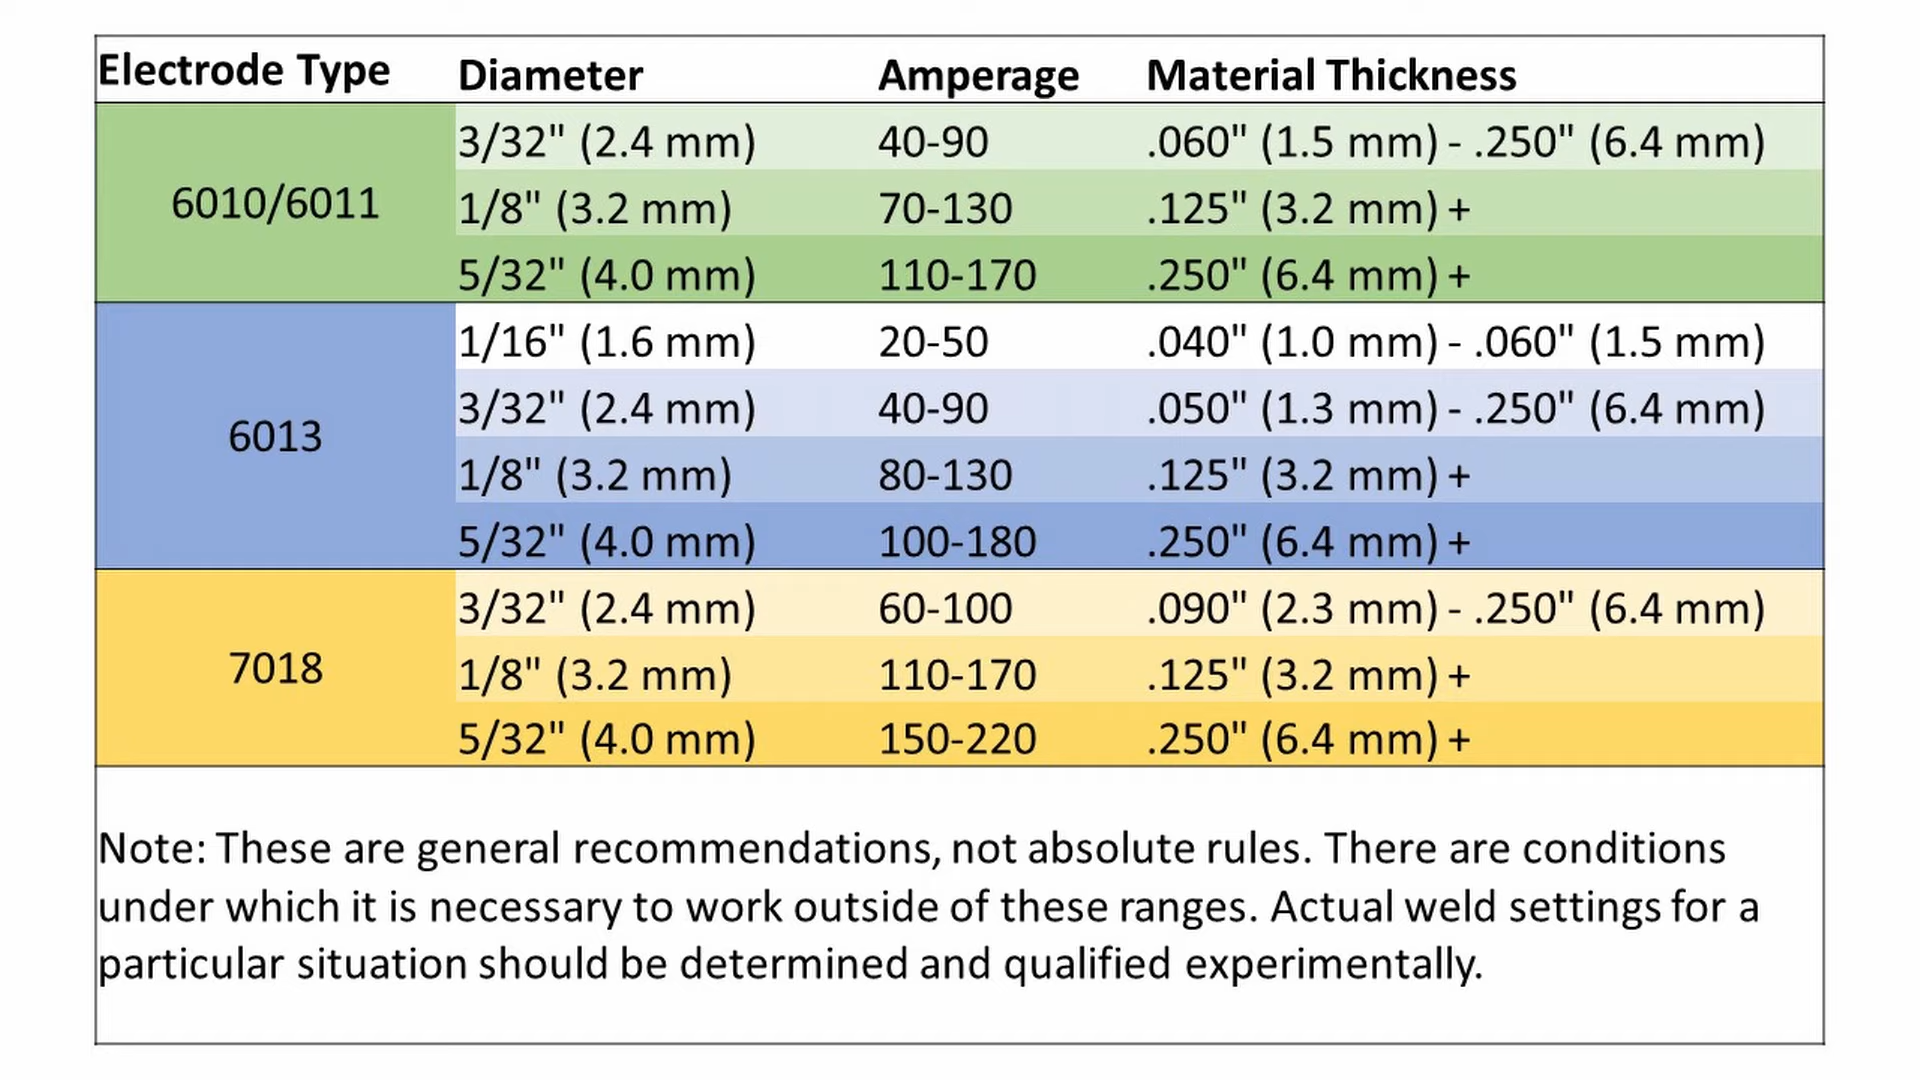 Electrode Type Diameter Amperage Material Thickness
6010/6011
3/32" (2.4 mm) 40-90 .060" (1.5 mm) - .250" (6.4 mm)
1/8" (3.2 mm) 70-130 .125" (3.2 mm) +
5/32" (4.0 mm) 110-170 .250" (6.4 mm) +
6013
1/16" (1.6 mm) 20-50 .040" (1.0 mm) - .060" (1.5 mm)
3/32" (2.4 mm) 40-90 .050" (1.3 mm) - .250" (6.4 mm)
1/8" (3.2 mm) 80-130 .125" (3.2 mm) +
5/32" (4.0 mm) 100-180 .250" (6.4 mm) +
7018
3/32" (2.4 mm) 60-100 .090" (2.3 mm) - .250" (6.4 mm)
1/8" (3.2 mm) 110-170 .125" (3.2 mm) +
5/32" (4.0 mm) 150-220 .250" (6.4 mm) +
Note: These are general recommendations, not absolute rules. There are conditions
under which it is necessary to work outside of these ranges. Actual weld settings for a
particular situation should be determined and qualified experimentally.